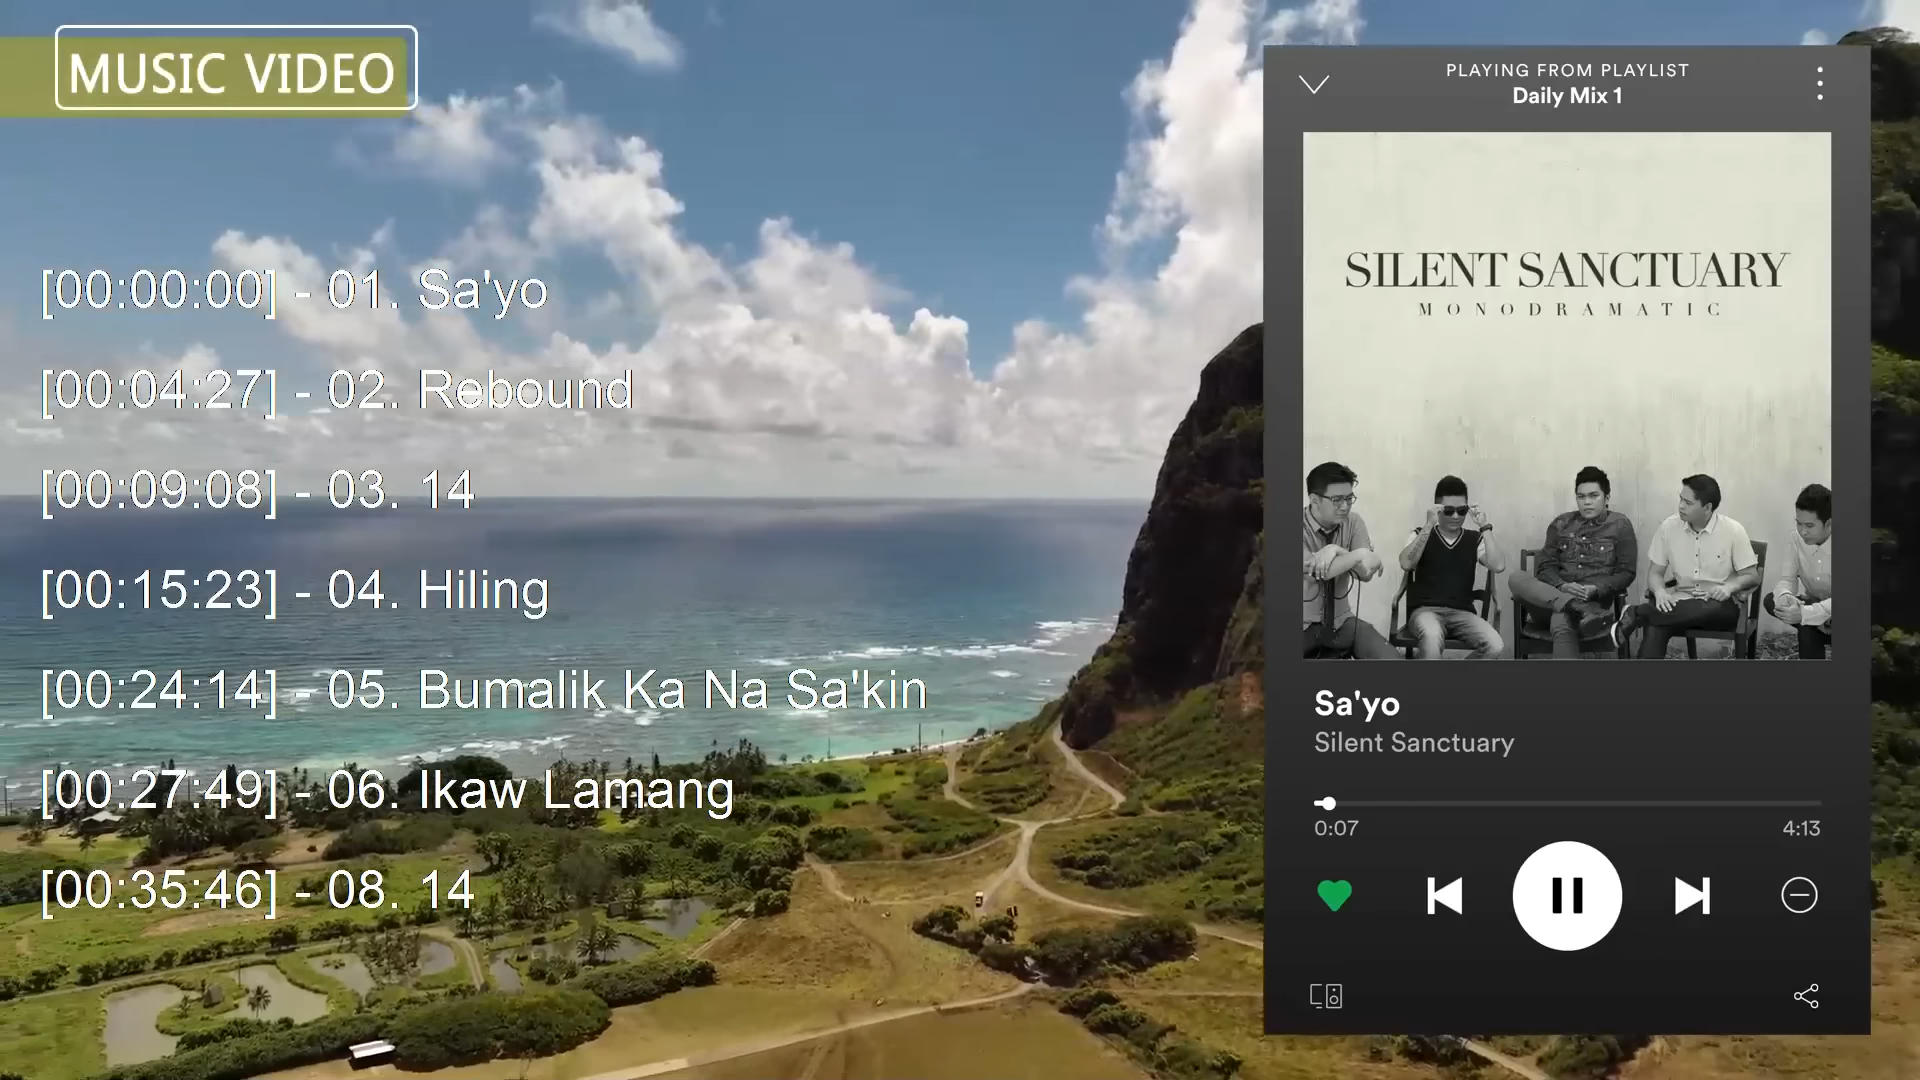 MUSIC VIDEO
[00:00:00] - 01. Sa'yo
[00:04:27] - 02. Rebound
[00:09:08] - 03. 14
[00:15:23] - 04. Hiling
[00:24:14] - 05. Bumalik Ka Na Sa'kin
[00:27:49] - 06. Ikaw Lamang
[00:35:46] - 08. 14
PLAYING FROM PLAYLIST
Daily Mix 1
SILENT SANCTUARY
MONODRAMATIC
Sa'yo
Silent Sanctuary
0:07 4:13